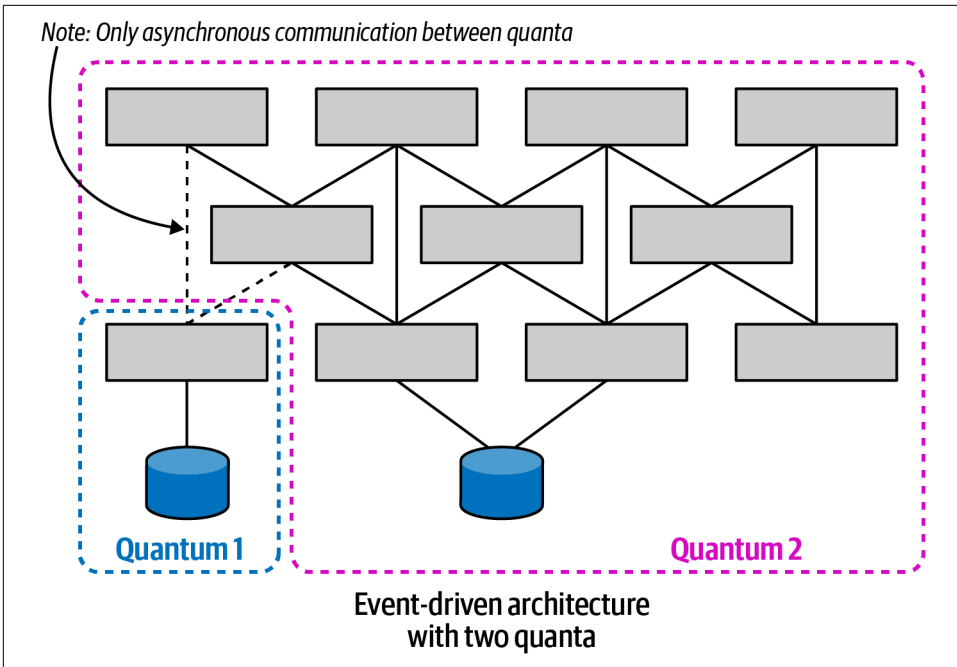 Note: Only asynchronous communication between quanta
Quantum 1
Quantum 2
Event-driven architecture
with two quanta